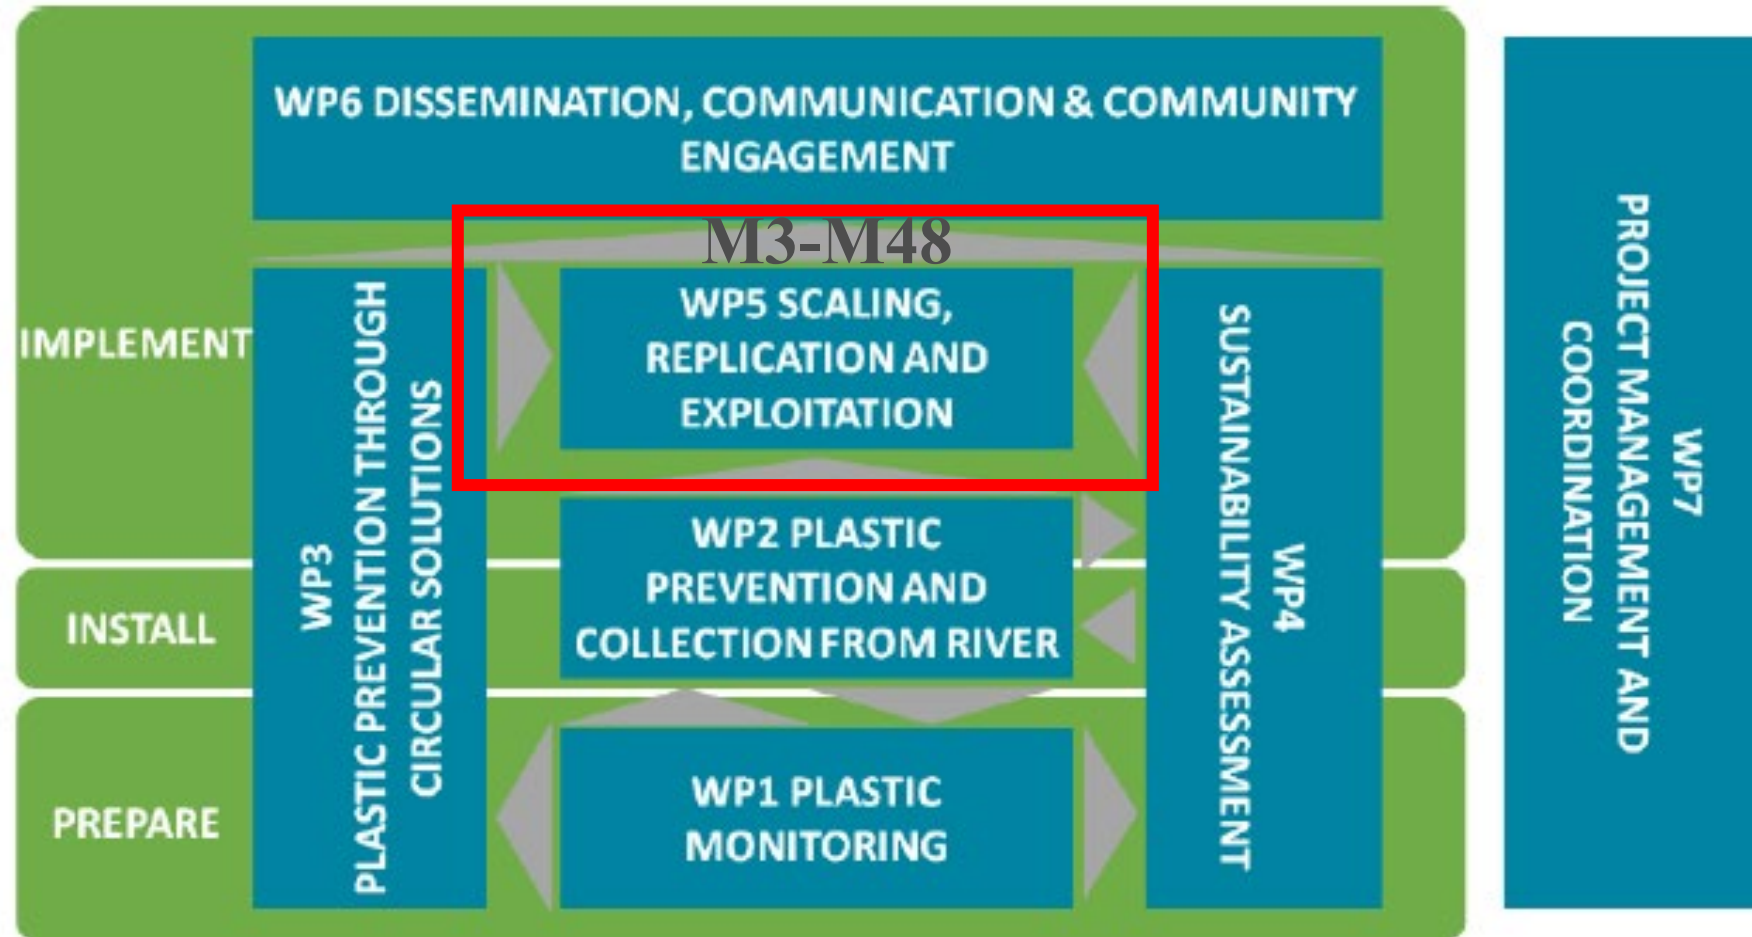 WP6 DISSEMINATION, COMMUNICATION & COMMUNITY
ENGAGEMENT
M3-M48
IMPLEMENT
WP3
PLASTIC PREVENTION THROUGH
CIRCULAR SOLUTIONS
WP5 SCALING,
REPLICATION AND
EXPLOITATION
WP2 PLASTIC
PREVENTION AND
COLLECTION FROM RIVER
WP4
SUSTAINABILITY ASSESSMENT
WP7
PROJECT MANAGEMENT AND
COORDINATION
INSTALL
PREPARE
WP1 PLASTIC
MONITORING